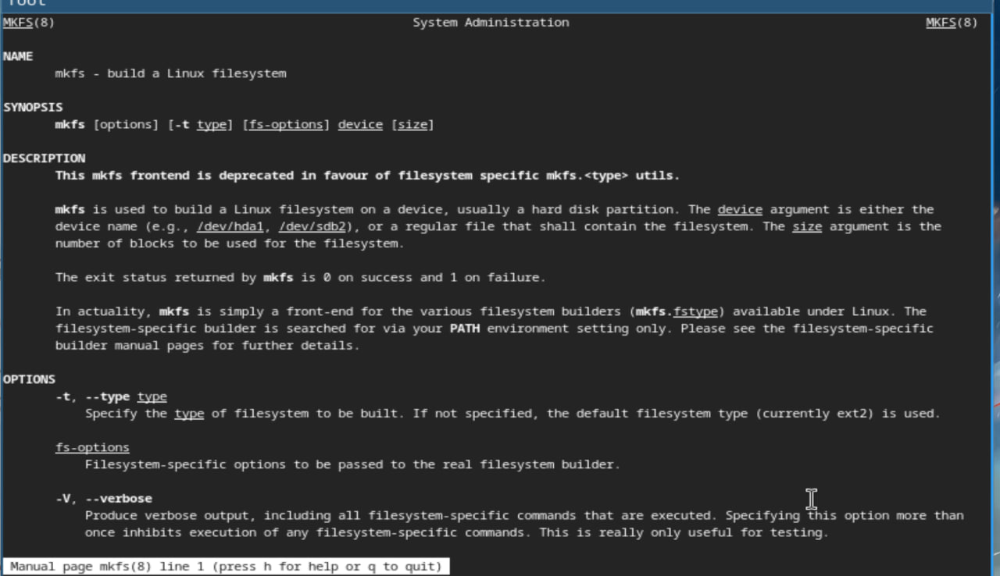 root
MKFS(8) System Administration MKFS(8)
NAME
mkfs - build a Linux filesystem
SYNOPSIS
mkfs [options] [-t type] [fs-options] device [size]
DESCRIPTION
This mkfs frontend is deprecated in favour of filesystem specific mkfs.<type> utils.
mkfs is used to build a Linux filesystem on a device, usually a hard disk partition. The device argument is either the
device name (e.g., /dev/hda1, /dev/sdb2), or a regular file that shall contain the filesystem. The size argument is the
number of blocks to be used for the filesystem.
The exit status returned by mkfs is 0 on success and 1 on failure.
In actuality, mkfs is simply a front-end for the various filesystem builders (mkfs.fstype) available under Linux. The
filesystem-specific builder is searched for via your PATH environment setting only. Please see the filesystem-specific
builder manual pages for further details.
OPTIONS
-t, --type type
Specify the type of filesystem to be built. If not specified, the default filesystem type (currently ext2) is used.
fs-options
Filesystem-specific options to be passed to the real filesystem builder.
-V, --verbose
Produce verbose output, including all filesystem-specific commands that are executed. Specifying this option more than
once inhibits execution of any filesystem-specific commands. This is really only useful for testing.
Manual page mkfs(8) line 1 (press h for help or q to quit)